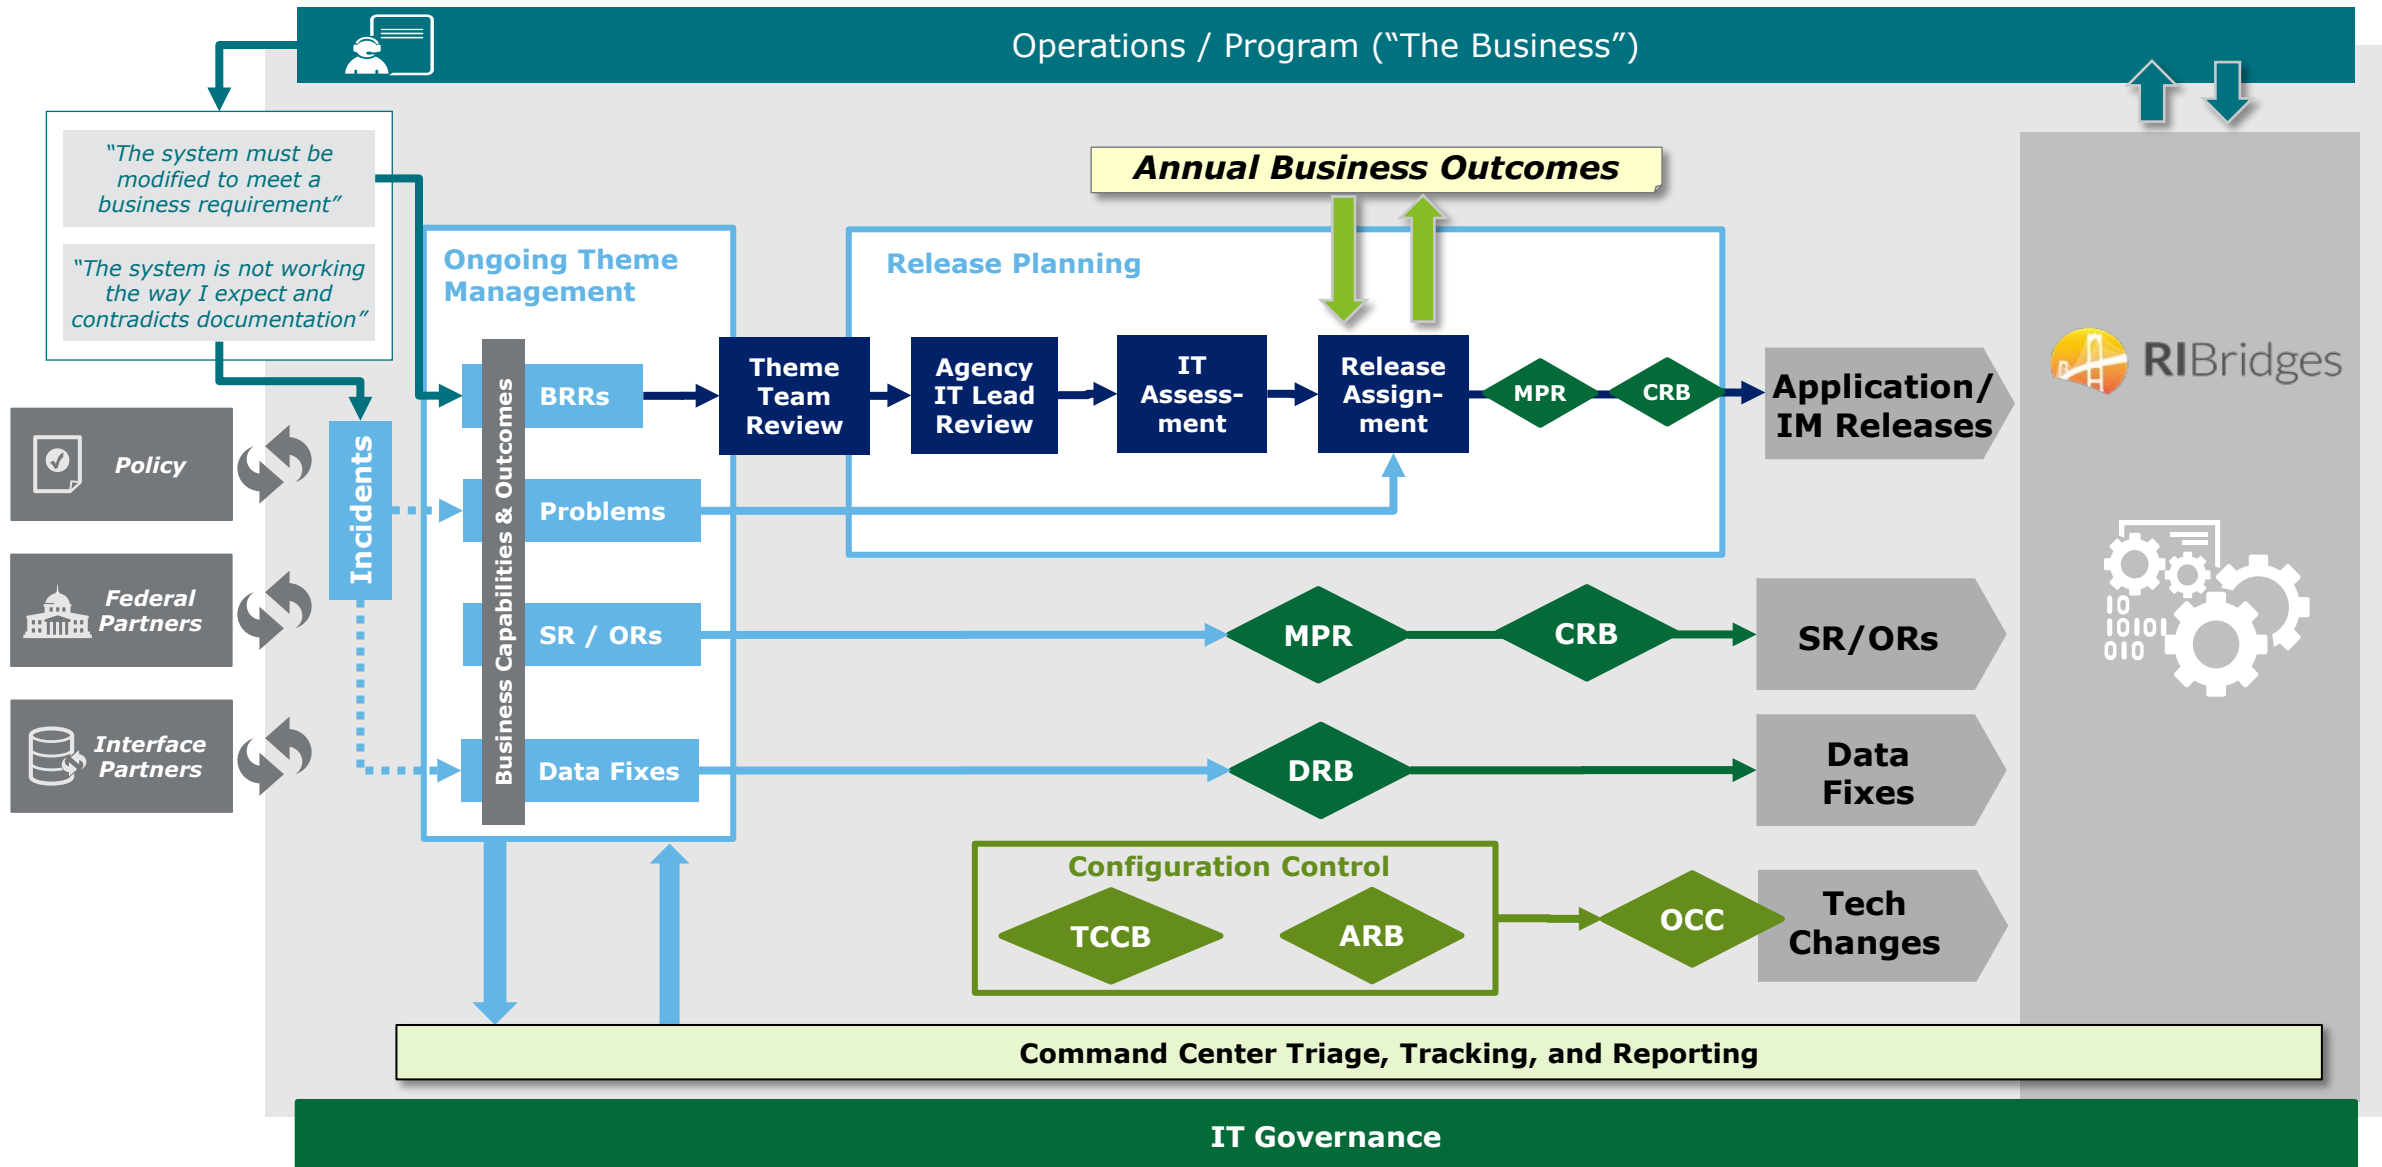 Operations / Program (“The Business”)
“The system must be
modified to meet a
business requirement”
“The system is not working
the way I expect and
contradicts documentation”
Annual Business Outcomes
Ongoing Theme
Management
Release Planning
Policy
Federal
Partners
Interface
Partners
Incidents
Business Capabilities & Outcomes
BRRs
Problems
SR / ORs
Data Fixes
Theme
Team
Review
Agency
IT Lead
Review
IT
Assess-
ment
Release
Assign-
ment
MPR
CRB
Application/
IM Releases
MPR
CRB
SR/ORs
DRB
Data
Fixes
Configuration Control
TCCB
ARB
OCC
Tech
Changes
RIBridges
10
10101
010
Command Center Triage, Tracking, and Reporting
IT Governance